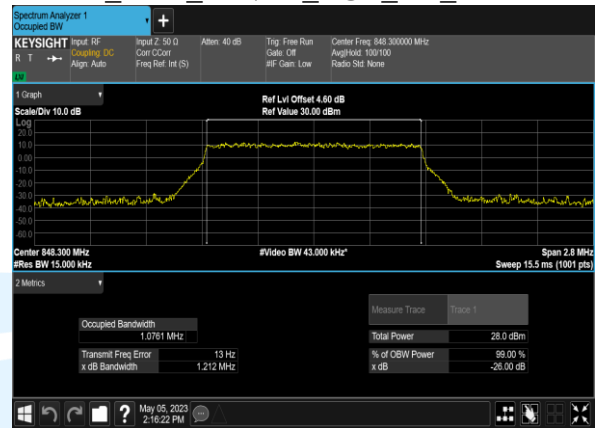 Spectrum Analyzer 1
Occupied BW
KEYSIGHT Input: RF Input Z: 50 Ω Atten: 40 dB Trig: Free Run Center Freq: 848.300000 MHz
R T Coupling: DC Corr CCorr Gate: Off Avg|Hold: 100/100
Align: Auto Freq Ref: Int (S) #IF Gain: Low Radio Std: None
1 Graph
Ref Lvl Offset 4.60 dB
Scale/Div 10.0 dB Ref Value 30.00 dBm
Log
20.0
10.0
0.00
-10.0
-20.0
-30.0
-40.0
-50.0
-60.0
Center 848.300 MHz #Video BW 43.000 kHz* Span 2.8 MHz
#Res BW 15.000 kHz Sweep 15.5 ms (1001 pts)
2 Metrics
Measure Trace Trace 1
Occupied Bandwidth
1.0761 MHz Total Power 28.0 dBm
Transmit Freq Error 13 Hz % of OBW Power 99.00 %
x dB Bandwidth 1.212 MHz x dB -26.00 dB
May 05, 2023
2:16:22 PM